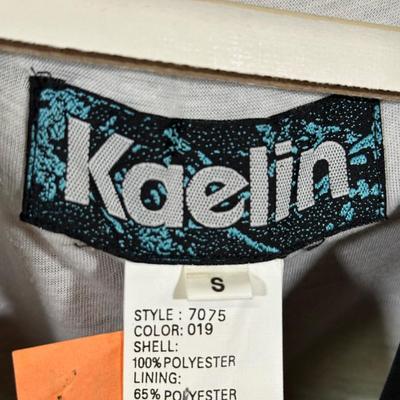 Kaelin
S
STYLE: 7075
COLOR: 019
SHELL:
100% POLYESTER
LINING:
65% POLYESTER